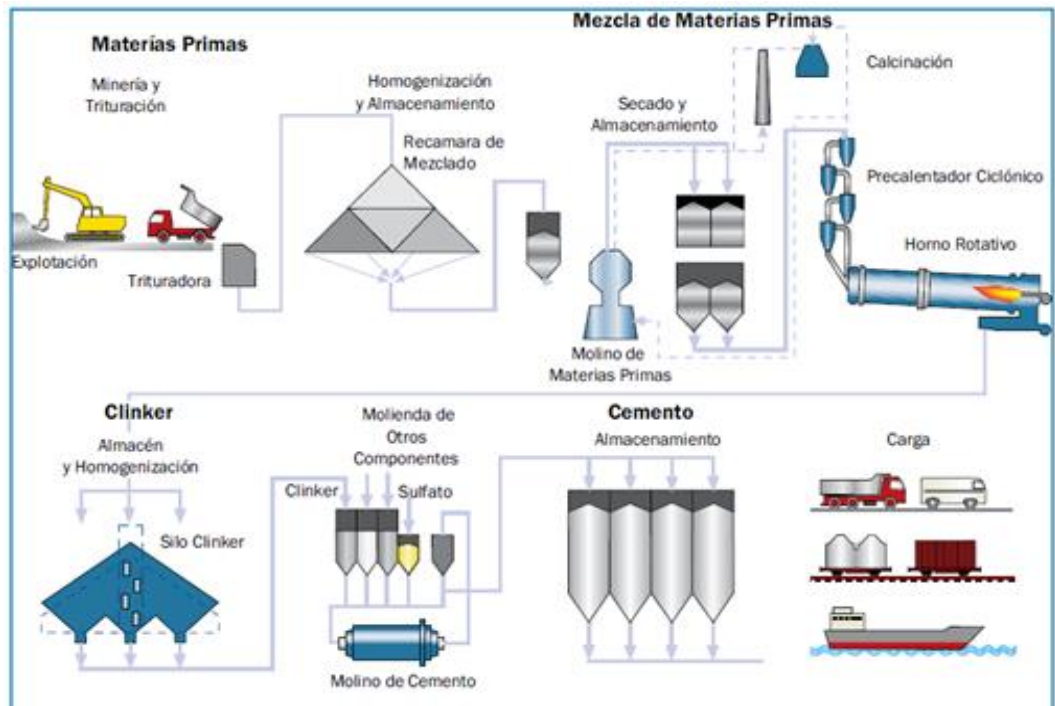 Materías Primas
Minería y
Trituración
Homogenización
y Almacenamiento
Recamara de
Mezclado
Explotación
Trituradora
Mezcla de Materias Primas
Secado y
Almacenamiento
Calcinación
Precalentador Ciclónico
Horno Rotativo
Molino de
Materias Primas
Clinker
Almacén
y Homogenización
Silo Clinker
Molienda de
Otros
Componentes
Clinker
Sulfato
Molino de Cemento
Cemento
Almacenamiento
Carga